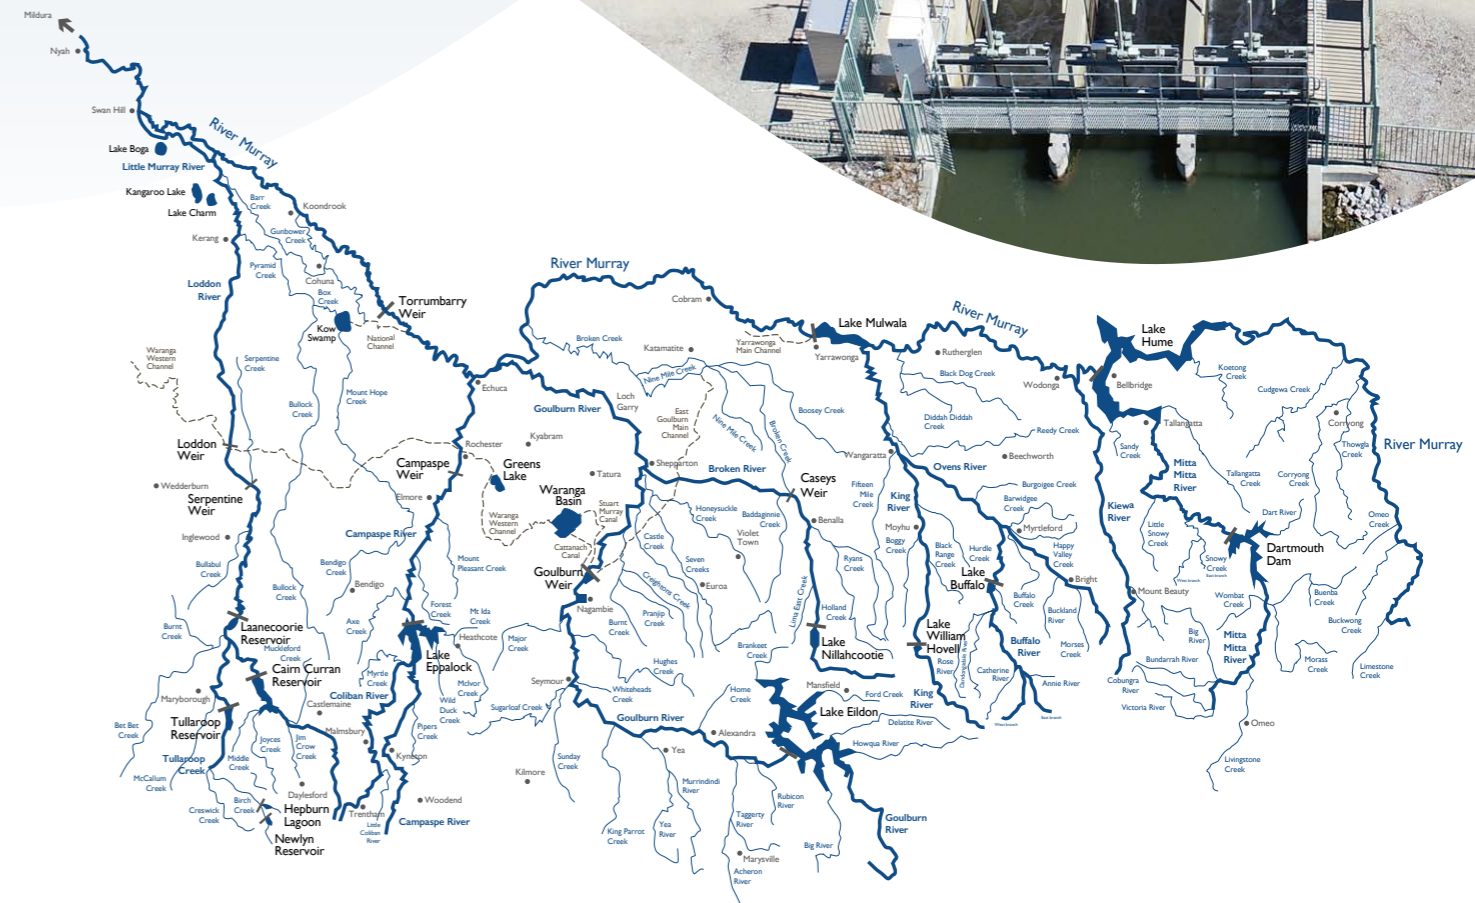 Mildura
Nyah
Swan Hill
River Murray
Lake Boga
Little Murray River
Kangaroo Lake
Lake Charm
Barr
Creek
Koondrook
Gunbower
Creek
Kerang
Pyramid
Creek
Cohuna
Box
Creek
Loddon
River
Torrumbarry
Weir
Kow
Swamp
National
Channel
River Murray
Cobram
Broken Creek
Katamatite
Yarrawonga
Main Channel
Lake Mulwala
Yarrawonga
River Murray
Rutherglen
Black Dog Creek
Wodonga
Lake
Hume
Bellbridge
Koetong
Creek
Cudgewa Creek
Corryong
Thowgla
Creek
River Murray
Waranga
Western
Channel
Serpentine
Creek
Bullock
Creek
Mount Hope
Creek
Echuca
Goulburn River
Nine Mile Creek
Loch
Garry
East
Goulburn
Main
Channel
Nine Mile Creek
Broken Creek
Boosey Creek
Diddah Diddah
Creek
Reedy Creek
Tallangatta
Sandy
Creek
Mitta
Mitta
River
Tallangatta
Creek
Corryong
Creek
Loddon
Weir
Rochester
Kyabram
Campaspe
Weir
Greens
Lake
Tatura
Shepparton
Broken River
Wangaratta
Ovens River
Beechworth
Wedderburn
Serpentine
Weir
Elmore
Waranga
Basin
Stuart
Murray
Canal
Waranga
Western
Channel
Cattanach
Canal
Caseys
Weir
Fifteen
Mile
Creek
King
River
Burgoigee Creek
Barwidgee
Creek
Kiewa
River
Little
Snowy
Creek
Dart River
Omeo
Creek
Inglewood
Campaspe River
Honeysuckle
Creek
Baddaginnie
Creek
Benalla
Moyhu
Boggy
Creek
Myrtleford
Castle
Creek
Violet
Town
Black
Range
Creek
Hurdle
Creek
Happy
Valley
Creek
Dartmouth
Dam
Snowy
Creek
East branch
West branch
Bullabul
Creek
Bendigo
Creek
Mount
Pleasant Creek
Goulburn
Weir
Seven
Creeks
Ryans
Creek
Lake
Buffalo
Bright
Mount Beauty
Bullock
Creek
Bendigo
Nagambie
Creightons Creek
Euroa
Lima East Creek
Holland
Creek
Buffalo
Creek
Buckland
River
Wombat
Creek
Buenba
Creek
Forest
Creek
Mt Ida
Creek
Pranjip
Creek
Burnt
Creek
Axe
Creek
Heathcote
Major
Creek
Burnt
Creek
Laanecoorie
Reservoir
Muckleford
Creek
Lake
Eppalock
Lake
Nillahcootie
Lake
William
Hovell
Rose
River
Dandongadale River
Buffalo
River
Morses
Creek
Big
River
Mitta
Mitta
River
Buckwong
Creek
Cairn Curran
Reservoir
Myrtle
Creek
McIvor
Creek
Hughes
Creek
Brankeet
Creek
Catherine
River
Bundarrah River
Morass
Creek
Limestone
Creek
Maryborough
Coliban River
Castlemaine
Wild
Duck
Creek
Seymour
Whiteheads
Creek
Home
Creek
Mansfield
Ford Creek
King
River
Annie River
Cobungra
River
Victoria River
Tullaroop
Reservoir
Sugarloaf Creek
Goulburn River
Lake Eildon
Delatite River
West branch
East branch
Omeo
Bet Bet
Creek
Malmsbury
Pipers
Creek
Alexandra
Howqua River
Joyces
Creek
Jim
Crow
Creek
Kyneton
Yea
Tullaroop
Creek
Middle
Creek
Sunday
Creek
Livingstone
Creek
McCallum
Creek
Kilmore
Murrindindi
River
Daylesford
Birch
Creek
Creswick
Creek
Hepburn
Lagoon
Trentham
Woodend
Rubicon
River
Little
Coliban
River
Campaspe River
Taggerty
River
Goulburn
River
Newlyn
Reservoir
King Parrot
Creek
Yea
River
Big River
Marysville
Acheron
River